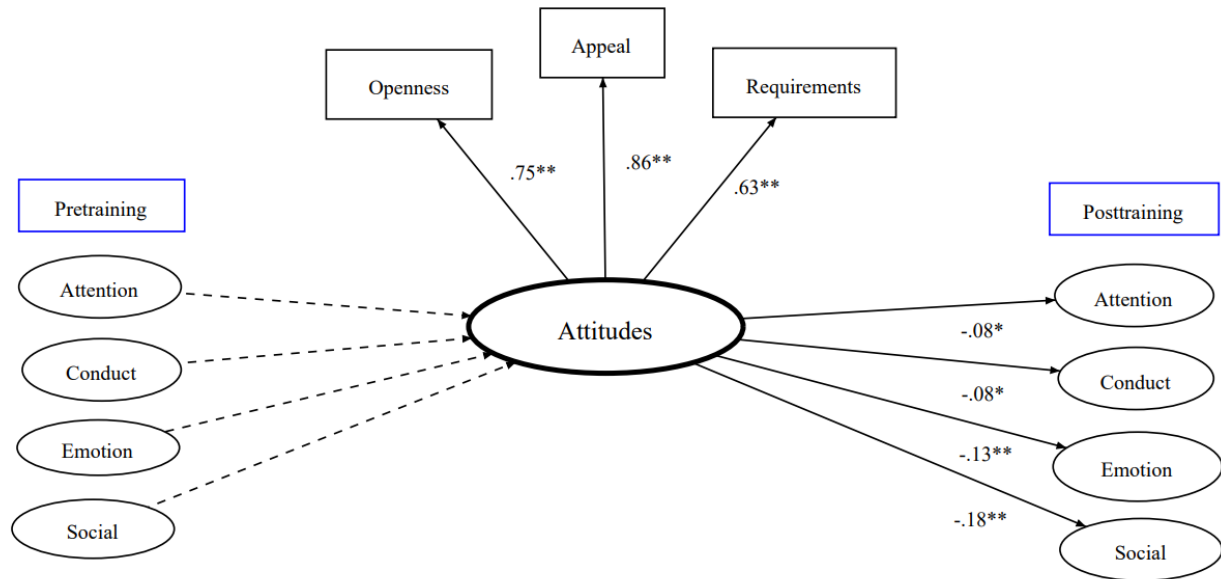 Appeal
Openness
Requirements
.75**
.86**
.63**
Pretraining
Attention
Conduct
Emotion
Social
Attitudes
Posttraining
Attention
-.08*
Conduct
-.08*
Emotion
-.13**
Social
-.18**